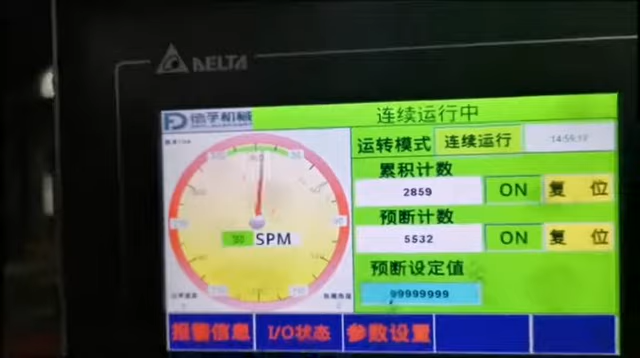 DELTA
连续运行中
运转模式 连续运行
累积计数
2859 ON 复 位
预断计数
SPM 5532 ON 复 位
预断设定值
99999999
报警信息 I/O状态 参数设置